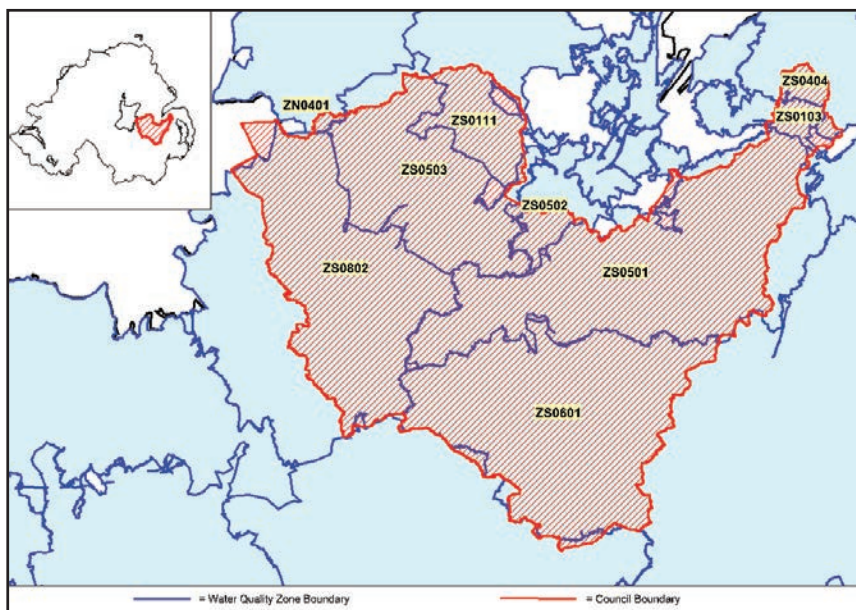 ZS0404
ZN0401
ZS0111
ZS0103
ZS0503
ZS0502
ZS0802
ZS0501
ZS0601
= Water Quality Zone Boundary
= Council Boundary